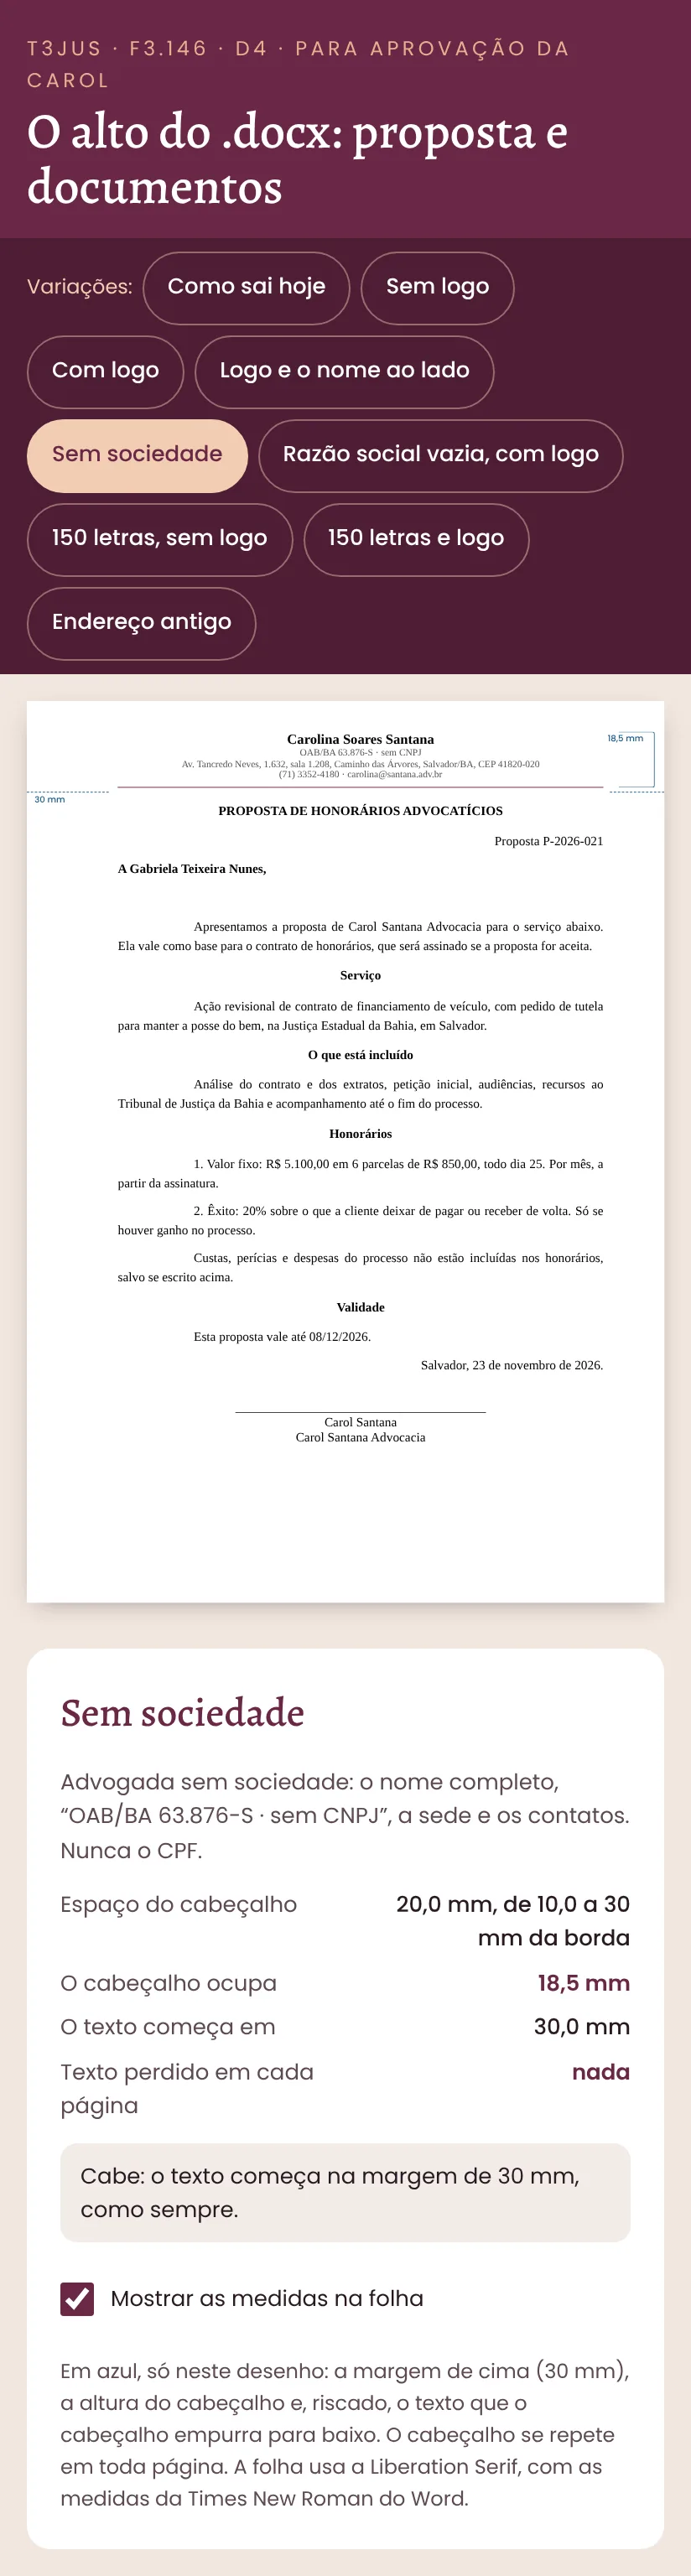 T3JUS · F3.146 · D4 · PARA APROVAÇÃO DA
CAROL
O alto do .docx: proposta e
documentos
Variações:
Como sai hoje
Sem logo
Com logo
Logo e o nome ao lado
Sem sociedade
Razão social vazia, com logo
150 letras, sem logo
150 letras e logo
Endereço antigo
Carolina Soares Santana
OAB/BA 63.876-S · sem CNPJ
Av. Tancredo Neves, 1.632, sala 1.208, Caminho das Árvores, Salvador/BA, CEP 41820-020
(71) 3352-4180 · carolina@santana.adv.br
18,5 mm
30 mm
PROPOSTA DE HONORÁRIOS ADVOCATÍCIOS
Proposta P-2026-021
A Gabriela Teixeira Nunes,
Apresentamos a proposta de Carol Santana Advocacia para o serviço abaixo.
Ela vale como base para o contrato de honorários, que será assinado se a proposta for aceita.
Serviço
Ação revisional de contrato de financiamento de veículo, com pedido de tutela
para manter a posse do bem, na Justiça Estadual da Bahia, em Salvador.
O que está incluído
Análise do contrato e dos extratos, petição inicial, audiências, recursos ao
Tribunal de Justiça da Bahia e acompanhamento até o fim do processo.
Honorários
1. Valor fixo: R$ 5.100,00 em 6 parcelas de R$ 850,00, todo dia 25. Por mês, a
partir da assinatura.
2. Êxito: 20% sobre o que a cliente deixar de pagar ou receber de volta. Só se
houver ganho no processo.
Custas, perícias e despesas do processo não estão incluídas nos honorários,
salvo se escrito acima.
Validade
Esta proposta vale até 08/12/2026.
Salvador, 23 de novembro de 2026.
Carol Santana
Carol Santana Advocacia
Sem sociedade
Advogada sem sociedade: o nome completo,
“OAB/BA 63.876-S · sem CNPJ”, a sede e os contatos.
Nunca o CPF.
Espaço do cabeçalho
20,0 mm, de 10,0 a 30
mm da borda
O cabeçalho ocupa
18,5 mm
O texto começa em
30,0 mm
Texto perdido em cada
página
nada
Cabe: o texto começa na margem de 30 mm,
como sempre.
Mostrar as medidas na folha
Em azul, só neste desenho: a margem de cima (30 mm),
a altura do cabeçalho e, riscado, o texto que o
cabeçalho empurra para baixo. O cabeçalho se repete
em toda página. A folha usa a Liberation Serif, com as
medidas da Times New Roman do Word.